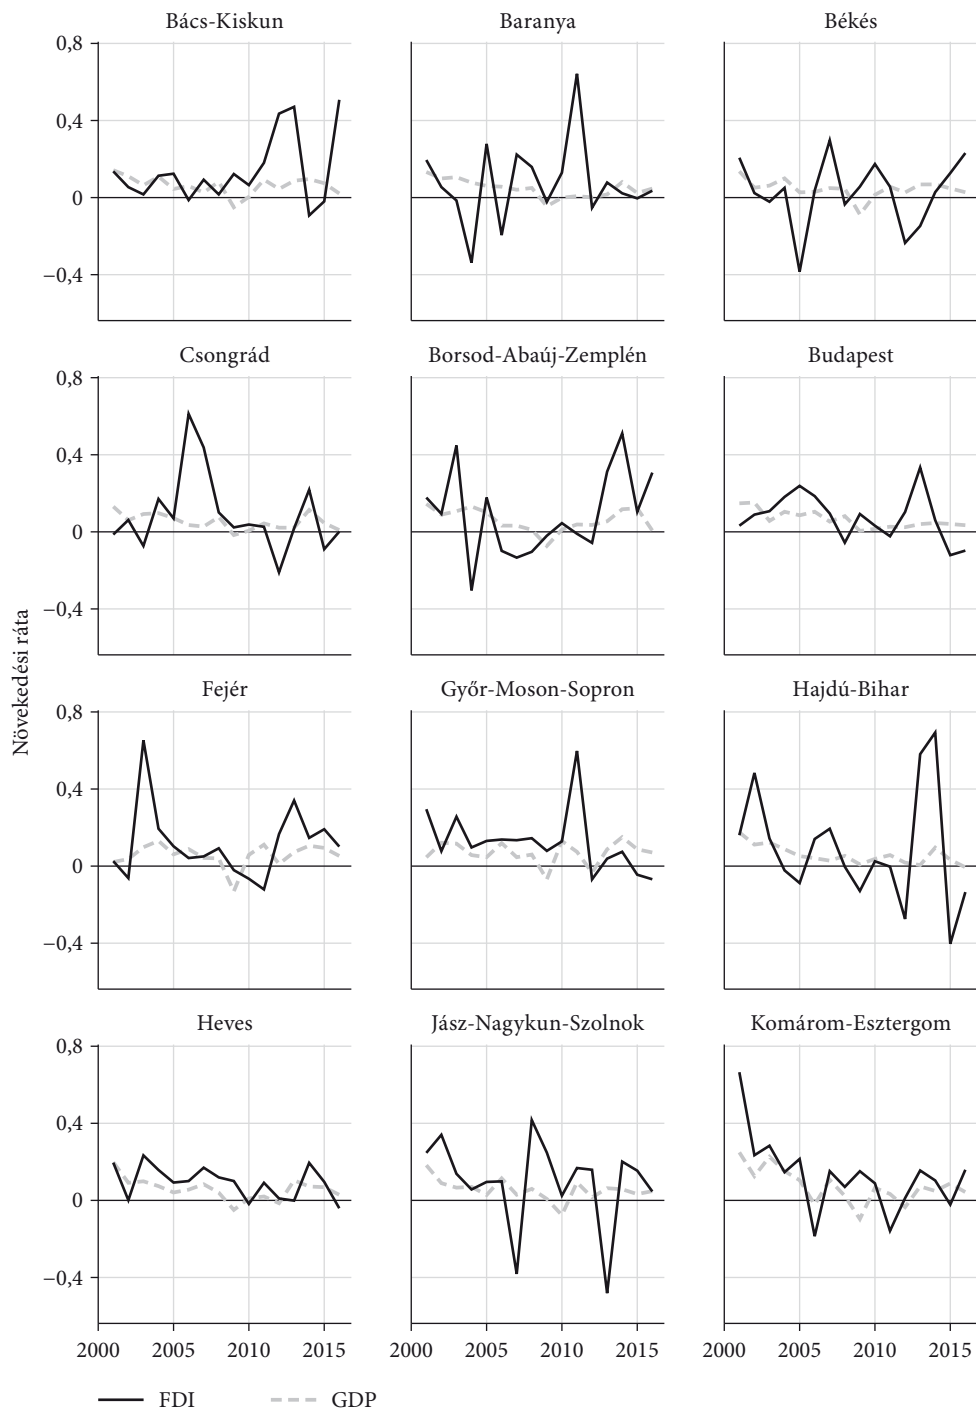 Bács-Kiskun Baranya Békés
0,8
0,4
0
−0,4
Csongrád Borsod-Abaúj-Zemplén Budapest
0,8
0,4
0
−0,4
Növekedési ráta
Fejér Győr-Moson-Sopron Hajdú-Bihar
0,8
0,4
0
−0,4
Heves Jász-Nagykun-Szolnok Komárom-Esztergom
0,8
0,4
0
−0,4
2000 2005 2010 2015 2000 2005 2010 2015 2000 2005 2010 2015
FDI GDP